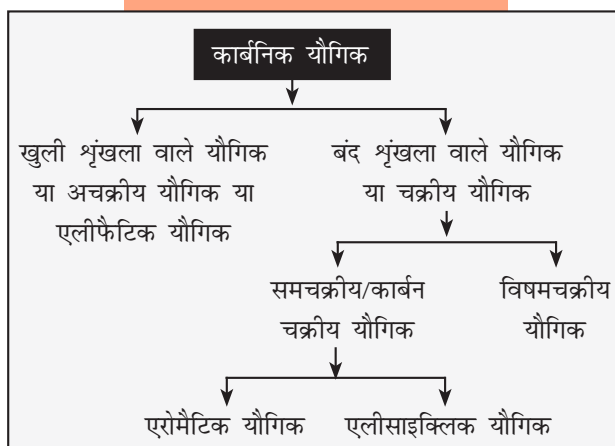 कार्बनिक यौगिक
खुली शृंखला वाले यौगिक
या अचक्रीय यौगिक या
एलीफैटिक यौगिक
बंद शृंखला वाले यौगिक
या चक्रीय यौगिक
समचक्रीय/कार्बन
चक्रीय यौगिक
विषमचक्रीय
यौगिक
एरोमैटिक यौगिक
एलीसाइक्लिक यौगिक